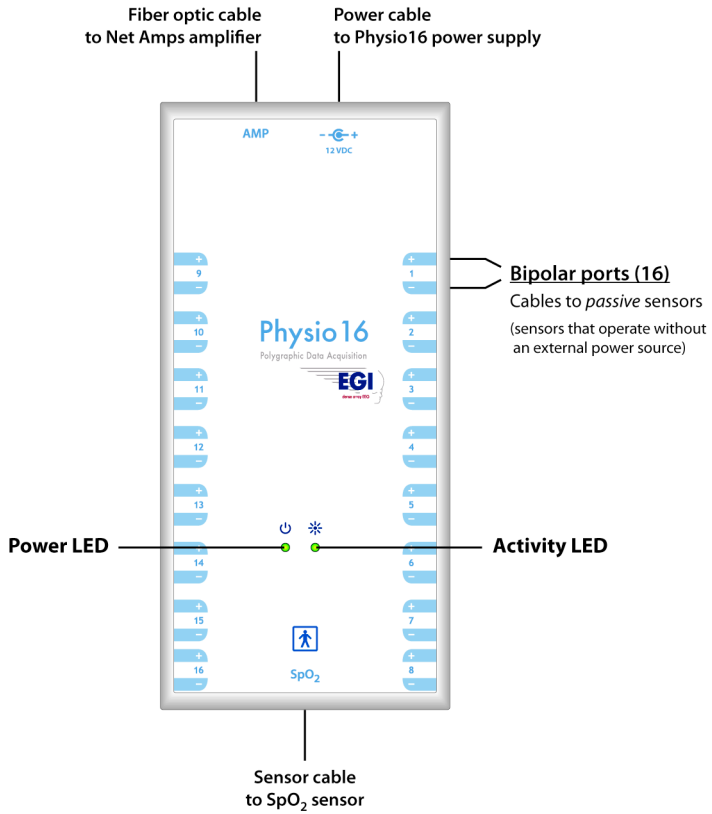 Fiber optic cable
to Net Amps amplifier
Power cable
to Physio16 power supply
AMP
- +
12 VDC
+
9
−
+
1
−
Bipolar ports (16)
Cables to passive sensors
(sensors that operate without
an external power source)
+
10
−
+
2
−
Physio16
Polygraphic Data Acquisition
EGI
dense array EEG
+
11
−
+
3
−
+
12
−
+
4
−
+
13
−
+
5
−
Power LED
Activity LED
+
14
−
+
6
−
+
15
−
+
7
−
+
16
−
+
8
−
SpO₂
Sensor cable
to SpO₂ sensor